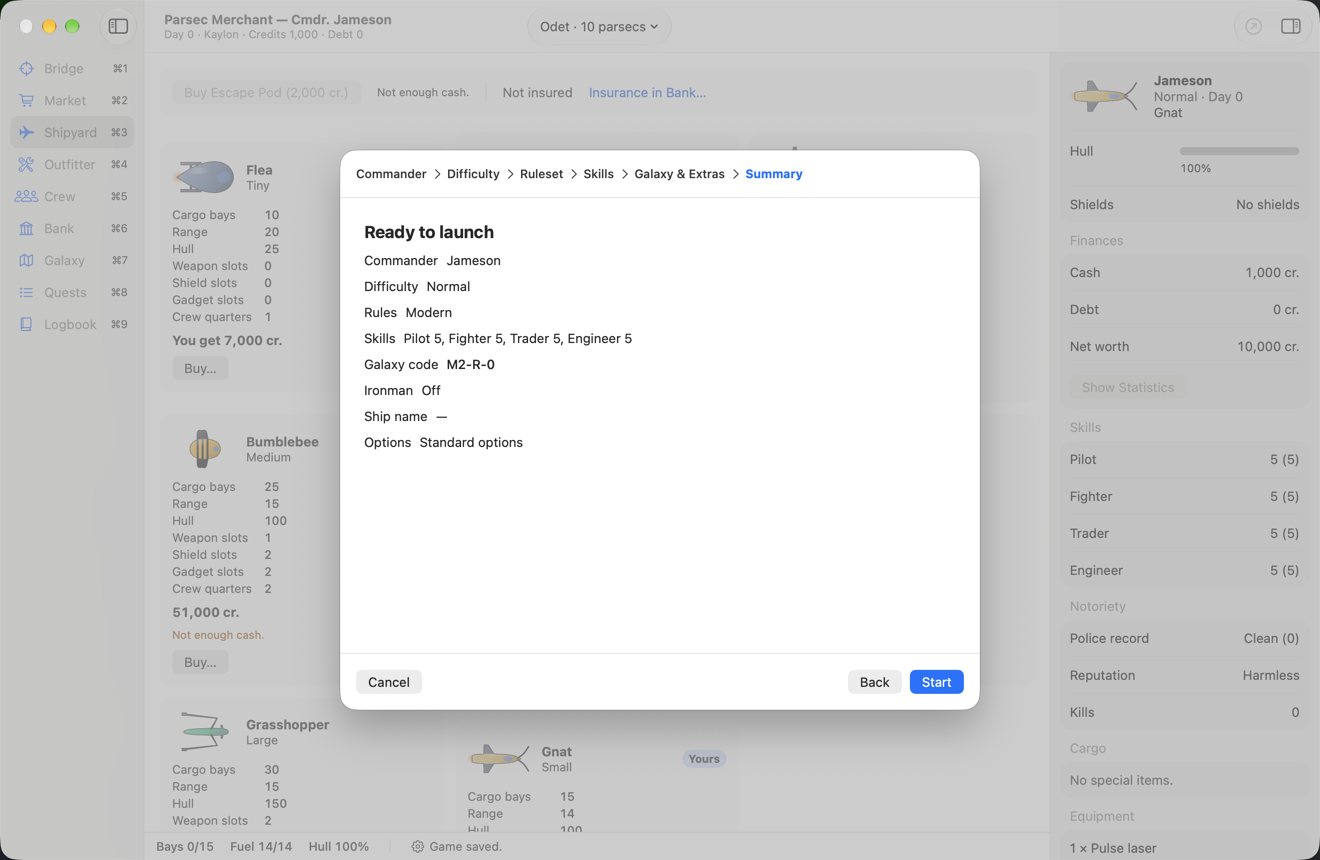 Parsec Merchant — Cmdr. Jameson
Day 0 · Kaylon · Credits 1,000 · Debt 0
Odet · 10 parsecs
Bridge ⌘1
Market ⌘2
Shipyard ⌘3
Outfitter ⌘4
Crew ⌘5
Bank ⌘6
Galaxy ⌘7
Quests ⌘8
Logbook ⌘9
Buy Escape Pod (2,000 cr.)
Not enough cash.
Not insured
Insurance in Bank...
Flea
Tiny
Cargo bays 10
Range 20
Hull 25
Weapon slots 0
Shield slots 0
Gadget slots 0
Crew quarters 1
You get 7,000 cr.
Buy...
Bumblebee
Medium
Cargo bays 25
Range 15
Hull 100
Weapon slots 1
Shield slots 2
Gadget slots 2
Crew quarters 2
51,000 cr.
Not enough cash.
Buy...
Grasshopper
Large
Cargo bays 30
Range 15
Hull 150
Weapon slots 2
Gnat
Small
Yours
Cargo bays 15
Range 14
Hull 100
Commander > Difficulty > Ruleset > Skills > Galaxy & Extras > Summary
Ready to launch
Commander Jameson
Difficulty Normal
Rules Modern
Skills Pilot 5, Fighter 5, Trader 5, Engineer 5
Galaxy code M2-R-0
Ironman Off
Ship name —
Options Standard options
Cancel
Back
Start
Jameson
Normal · Day 0
Gnat
Hull
100%
Shields No shields
Finances
Cash 1,000 cr.
Debt 0 cr.
Net worth 10,000 cr.
Show Statistics
Skills
Pilot 5 (5)
Fighter 5 (5)
Trader 5 (5)
Engineer 5 (5)
Notoriety
Police record Clean (0)
Reputation Harmless
Kills 0
Cargo
No special items.
Equipment
1 × Pulse laser
Bays 0/15 Fuel 14/14 Hull 100% Game saved.